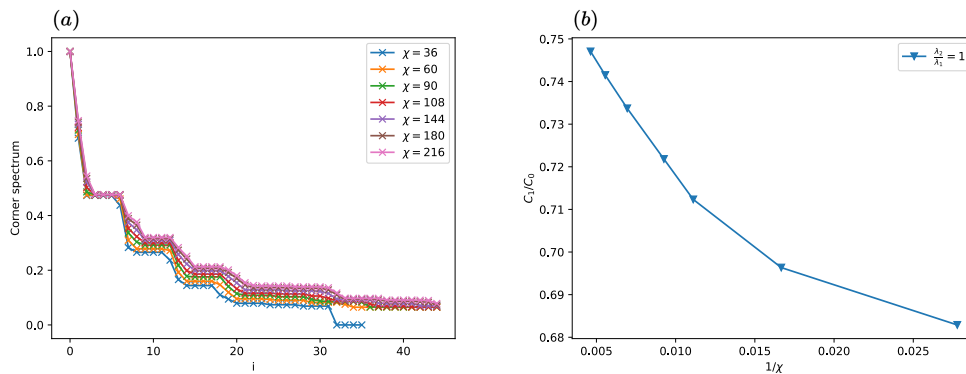 (a)
Corner spectrum
1.0
0.8
0.6
0.4
0.2
0.0
0
10
20
30
40
i
χ = 36
χ = 60
χ = 90
χ = 108
χ = 144
χ = 180
χ = 216
(b)
C₁/C₀
0.75
0.74
0.73
0.72
0.71
0.70
0.69
0.68
0.005
0.010
0.015
0.020
0.025
1/χ
λ₂/λ₁ = 1